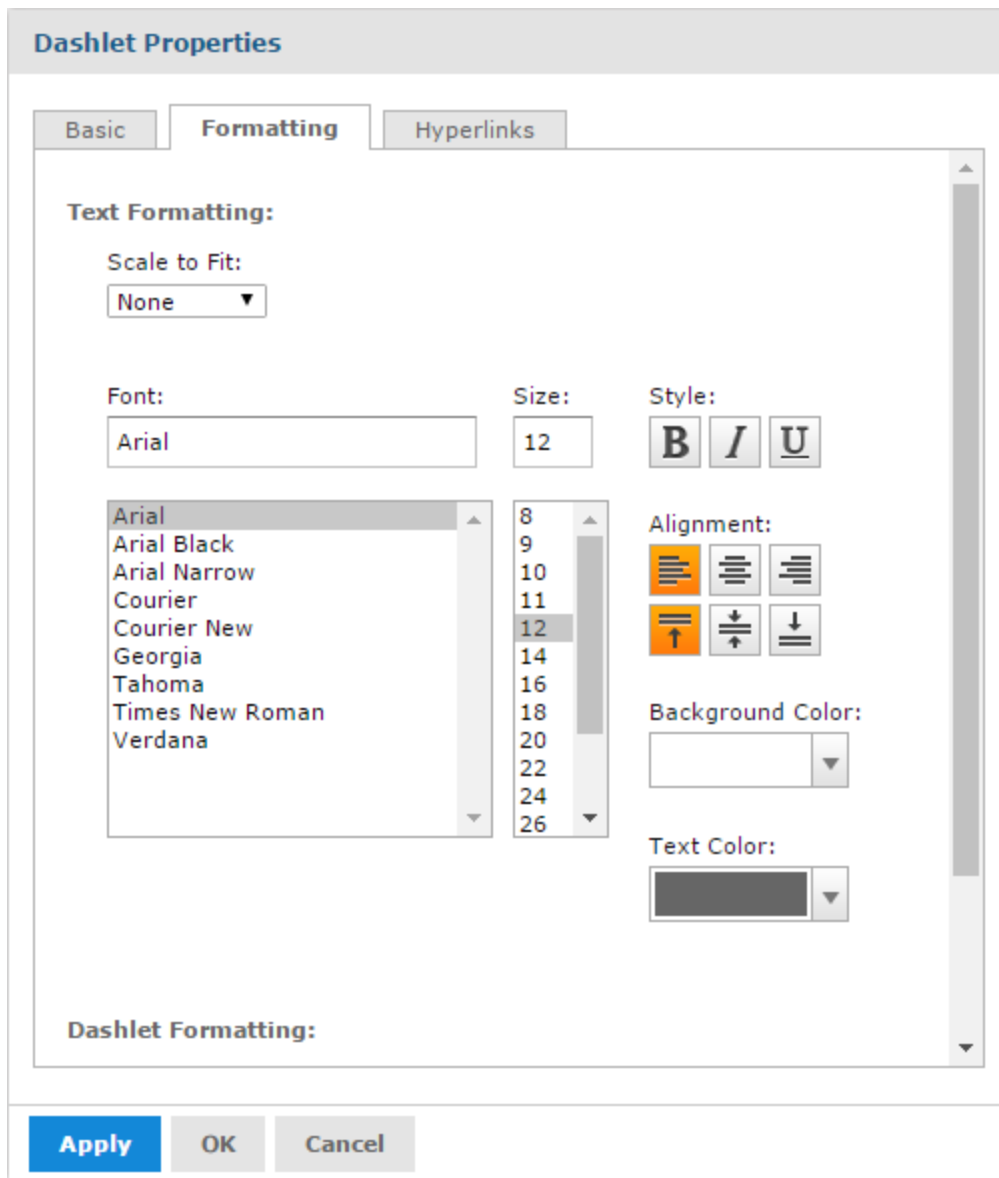 Dashlet Properties
Basic Formatting Hyperlinks
Text Formatting:
Scale to Fit:
None
Font: Size: Style:
Arial 12 B I U
Arial
Arial Black
Arial Narrow
Courier
Courier New
Georgia
Tahoma
Times New Roman
Verdana
8
9
10
11
12
14
16
18
20
22
24
26
Alignment:
Background Color:
Text Color:
Dashlet Formatting:
Apply OK Cancel